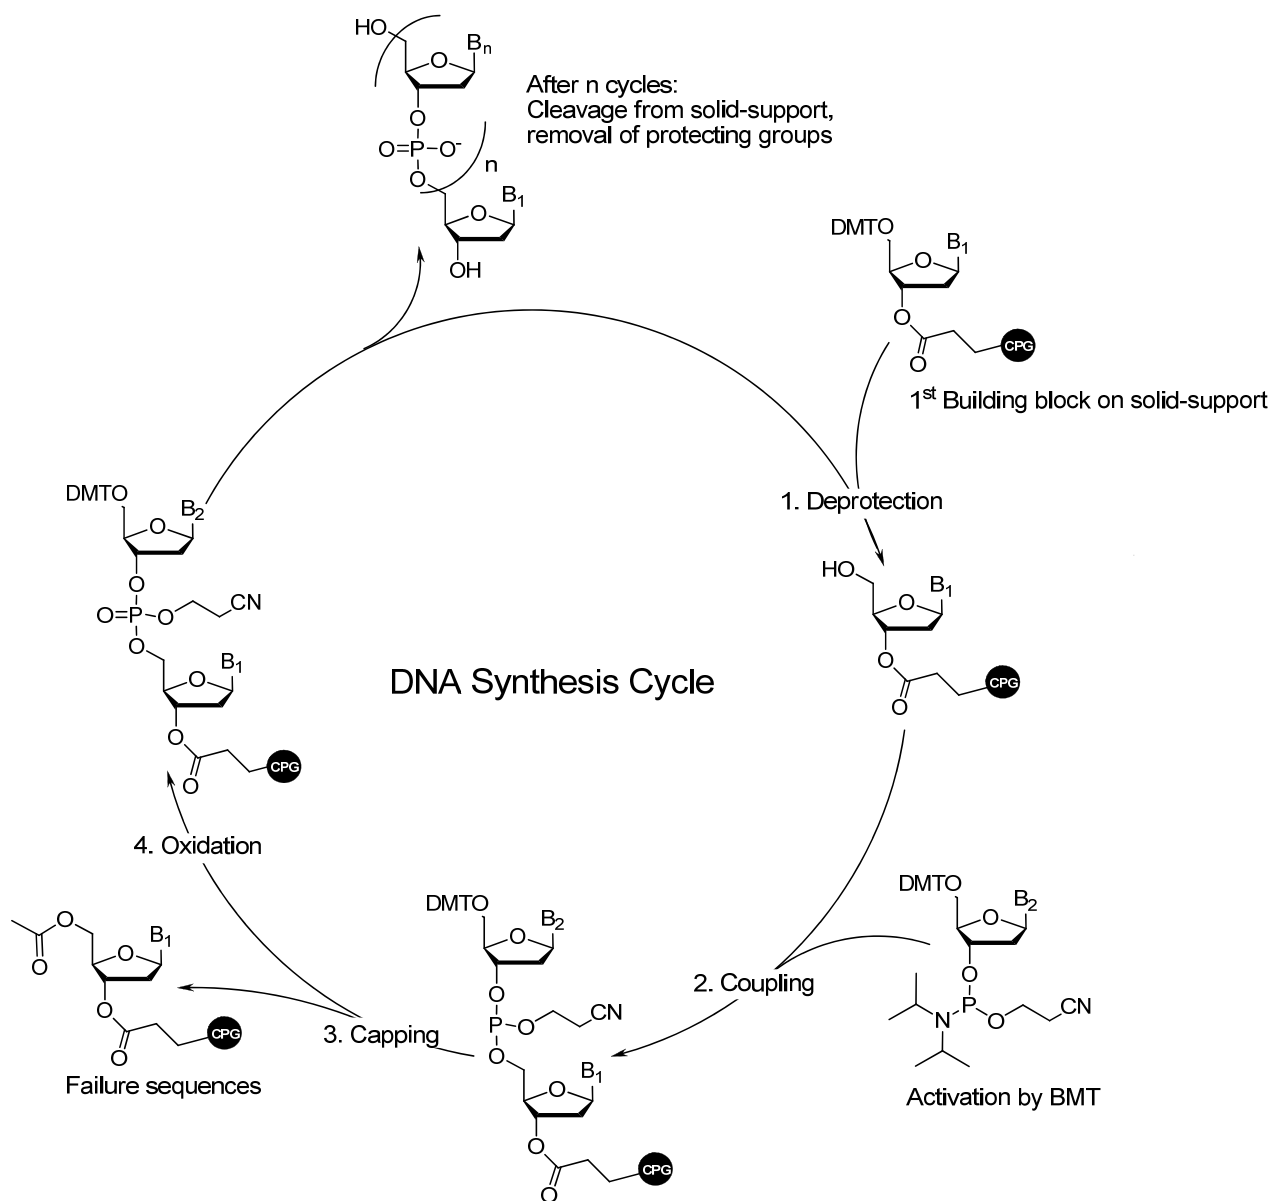 HO
Bn
O
O
O=P-O-
O
n
B1
O
OH
After n cycles:
Cleavage from solid-support,
removal of protecting groups
DMTO
B1
O
O
O
CPG
1st Building block on solid-support
1. Deprotection
HO
B1
O
O
O
CPG
DMTO
B2
O
O
O=P-O
CN
O
B1
O
O
O
CPG
DNA Synthesis Cycle
4. Oxidation
DMTO
B2
O
O
P-O
CN
O
B1
O
O
O
CPG
2. Coupling
DMTO
B2
O
O
N
P
O
CN
Activation by BMT
3. Capping
O
O
B1
O
O
O
CPG
Failure sequences